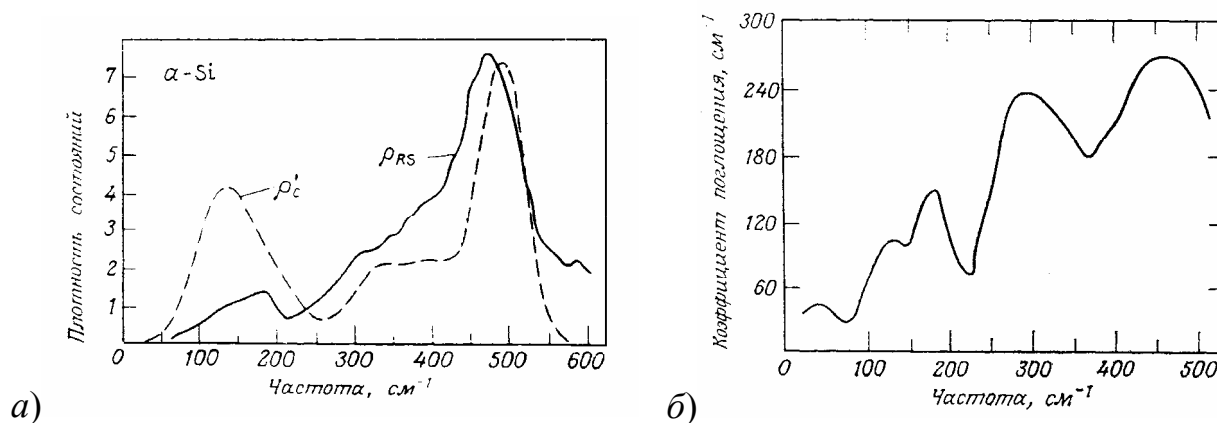 7
6
5
4
3
2
1
α-Si
ρRS
ρ'c
Плотность состояний
0 100 200 300 400 500 600
Частота, см⁻¹
а)
300
240
180
120
60
Коэффициент поглощения, см⁻¹
0 100 200 300 400 500
Частота, см⁻¹
б)